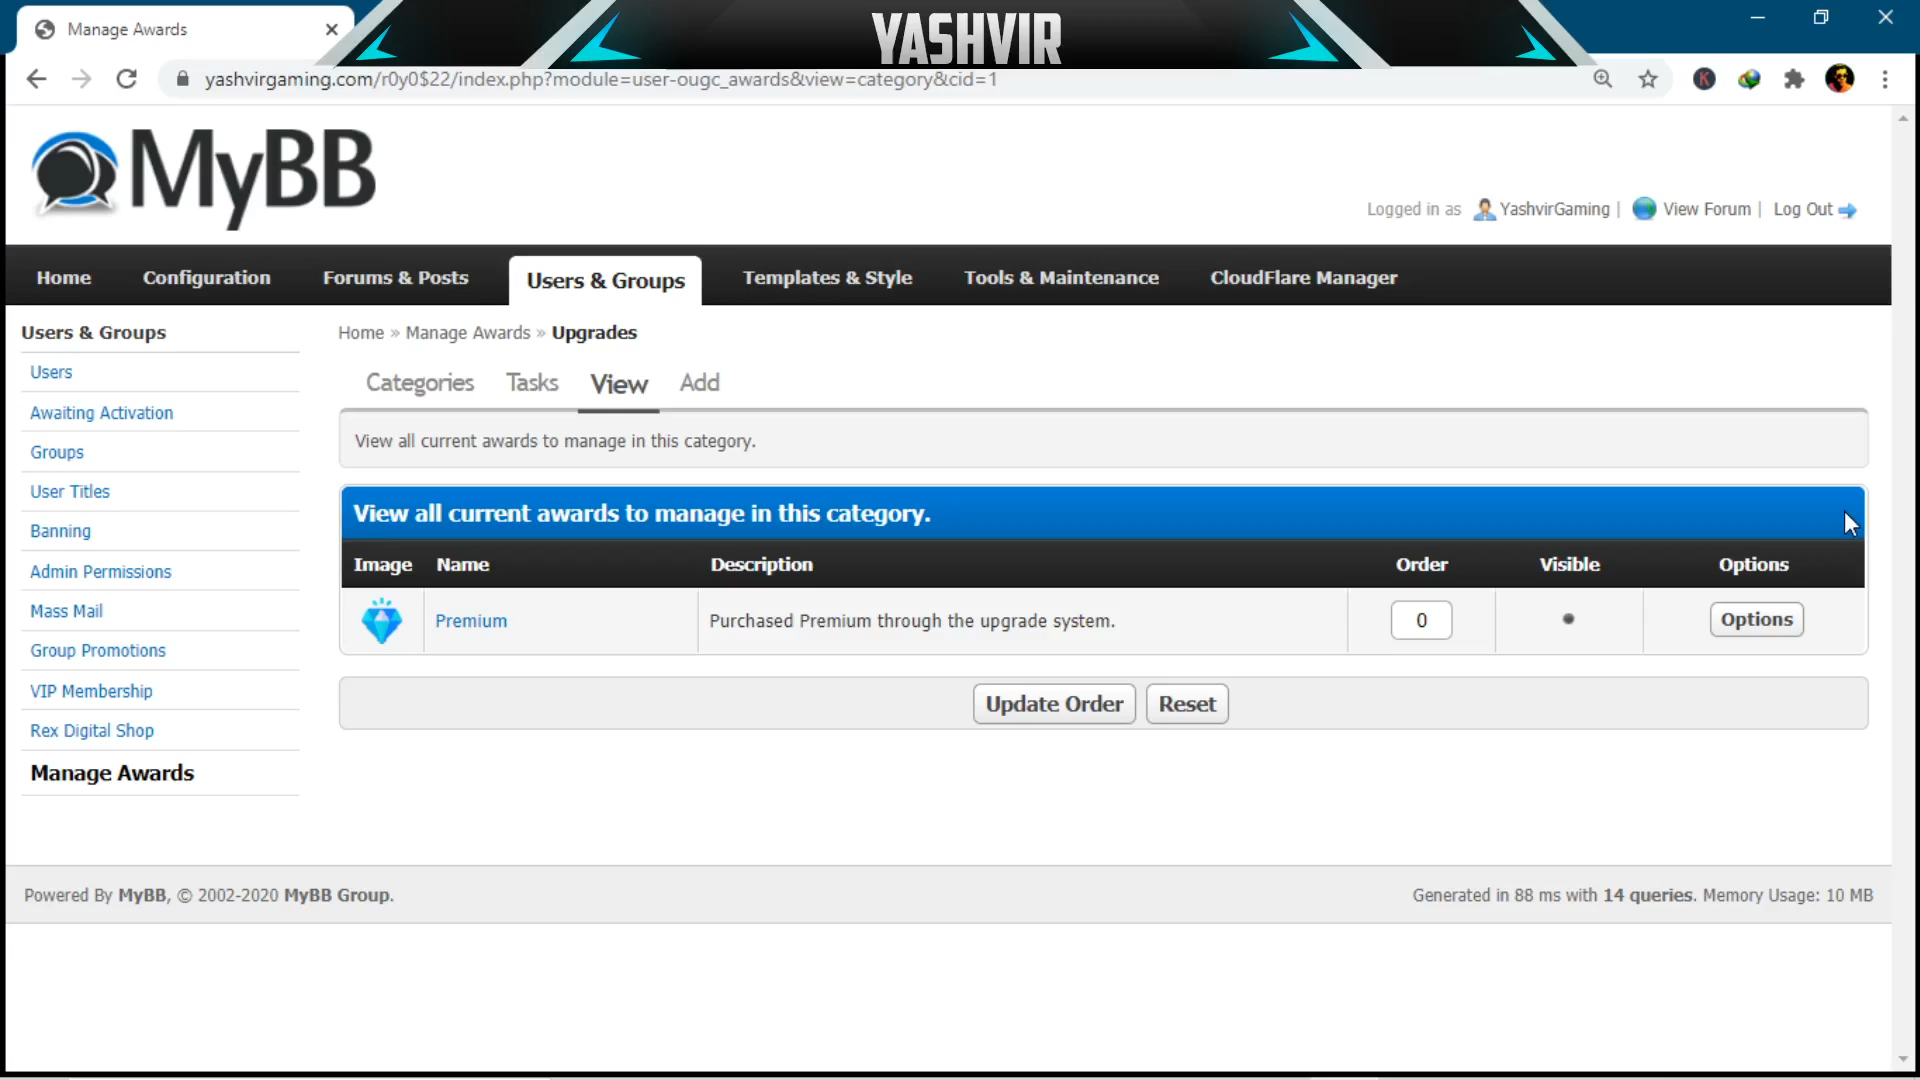 Manage Awards
YASHVIR
yashvirgaming.com/r0y0$22/index.php?module=user-ougc_awards&view=category&cid=1
K
MyBB
Logged in as YashvirGaming | View Forum | Log Out
Home Configuration Forums & Posts Users & Groups Templates & Style Tools & Maintenance CloudFlare Manager
Users & Groups
Users
Awaiting Activation
Groups
User Titles
Banning
Admin Permissions
Mass Mail
Group Promotions
VIP Membership
Rex Digital Shop
Manage Awards
Home » Manage Awards » Upgrades
Categories Tasks View Add
View all current awards to manage in this category.
View all current awards to manage in this category.
Image Name Description Order Visible Options
Premium Purchased Premium through the upgrade system. 0 Options
Update Order Reset
Powered By MyBB, © 2002-2020 MyBB Group.
Generated in 88 ms with 14 queries. Memory Usage: 10 MB